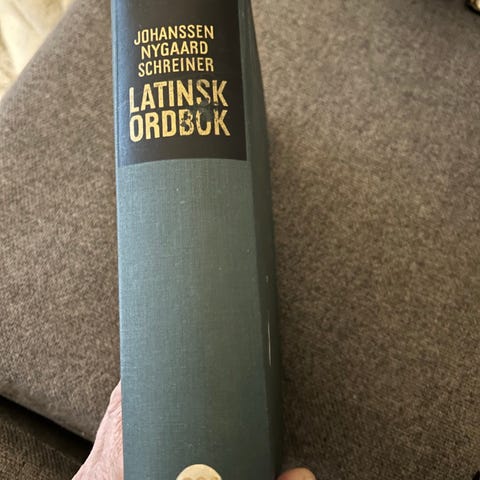 JOHANSSEN
NYGAARD
SCHREINER
LATINSK
ORDBOK